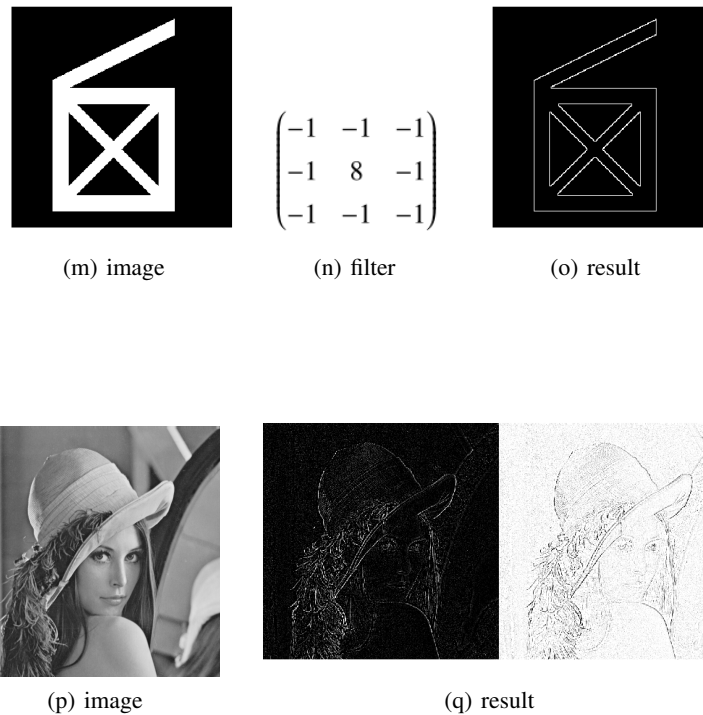 −1 −1 −1
−1 8 −1
−1 −1 −1
(m) image
(n) filter
(o) result
(p) image
(q) result